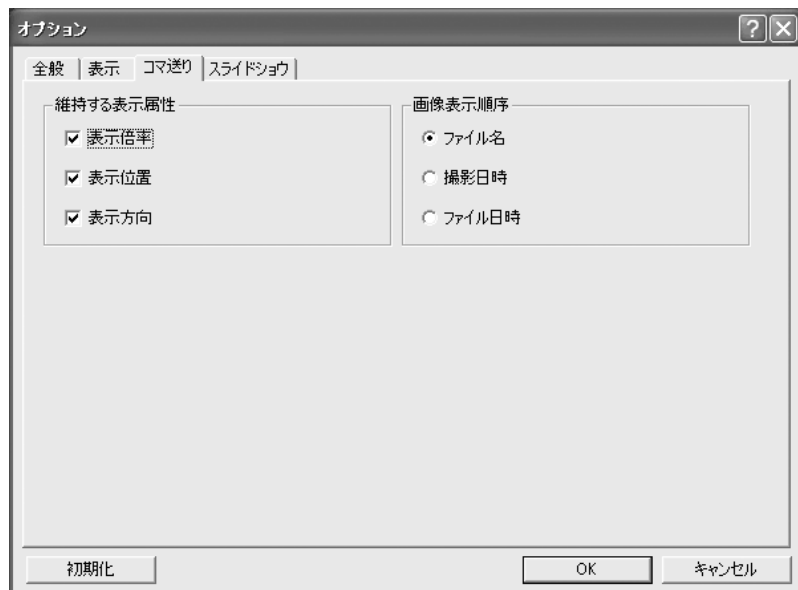 オプション
全般 表示 コマ送り スライドショウ
維持する表示属性
表示倍率
表示位置
表示方向
画像表示順序
ファイル名
撮影日時
ファイル日時
初期化 OK キャンセル